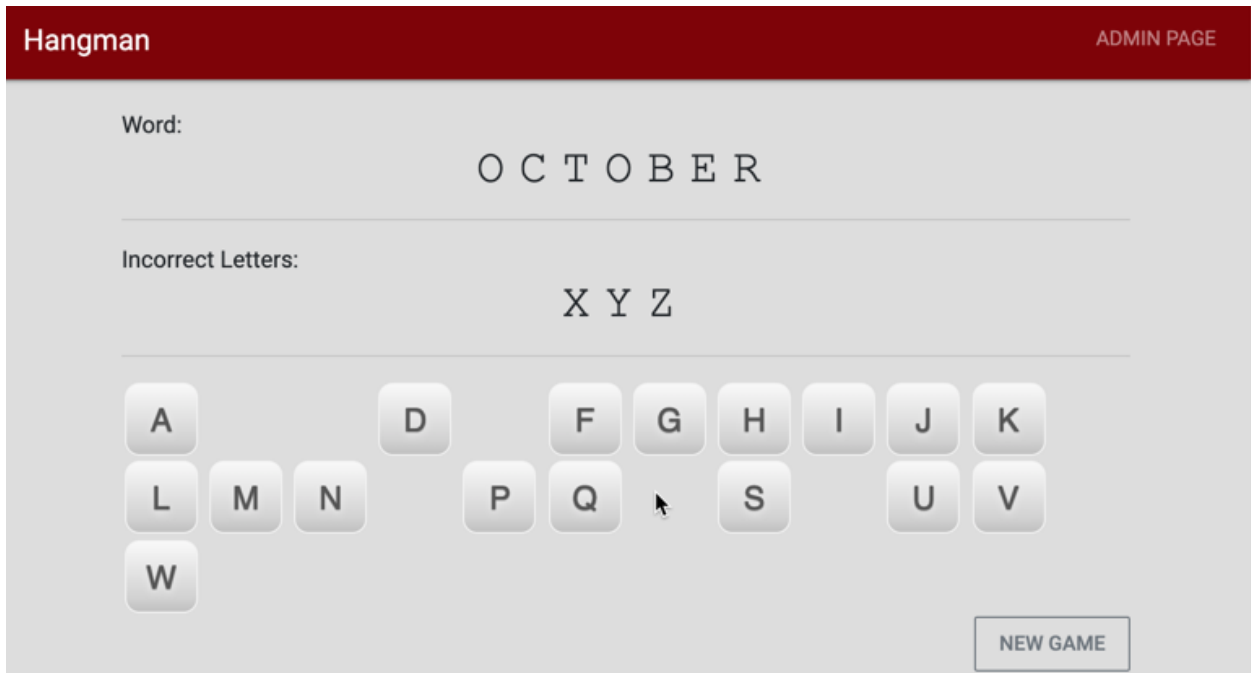 Hangman ADMIN PAGE
Word:
O C T O B E R
Incorrect Letters:
X Y Z
A D F G H I J K
L M N P Q S U V
W
NEW GAME